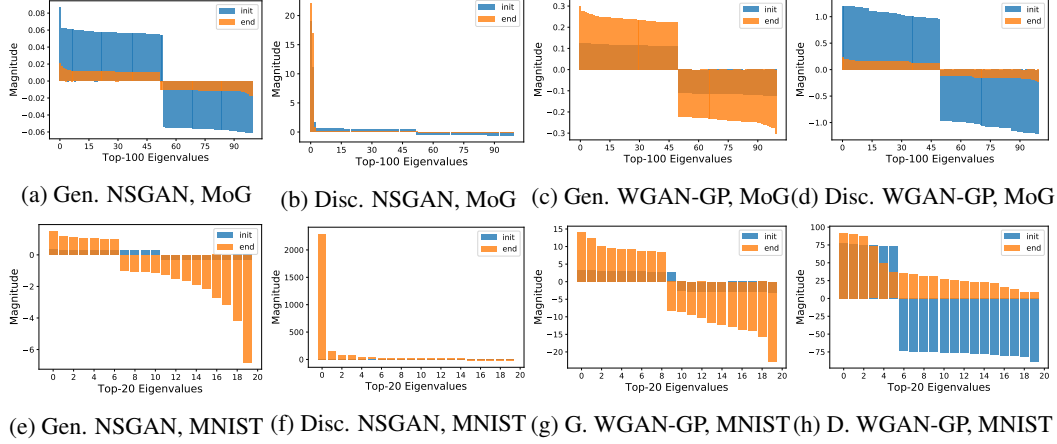 init
end
Magnitude
0.08
0.06
0.04
0.02
0.00
−0.02
−0.04
−0.06
0 15 30 45 60 75 90
Top-100 Eigenvalues
(a) Gen. NSGAN, MoG
init
end
Magnitude
20
15
10
5
0
0 15 30 45 60 75 90
Top-100 Eigenvalues
(b) Disc. NSGAN, MoG
init
end
Magnitude
0.3
0.2
0.1
0.0
−0.1
−0.2
−0.3
0 15 30 45 60 75 90
Top-100 Eigenvalues
(c) Gen. WGAN-GP, MoG
init
end
Magnitude
1.0
0.5
0.0
−0.5
−1.0
0 15 30 45 60 75 90
Top-100 Eigenvalues
(d) Disc. WGAN-GP, MoG
init
end
Magnitude
0
−2
−4
−6
0 2 4 6 8 10 12 14 16 18 20
Top-20 Eigenvalues
(e) Gen. NSGAN, MNIST
init
end
Magnitude
2000
1500
1000
500
0
0 2 4 6 8 10 12 14 16 18 20
Top-20 Eigenvalues
(f) Disc. NSGAN, MNIST
init
end
Magnitude
15
10
5
0
−5
−10
−15
−20
0 2 4 6 8 10 12 14 16 18 20
Top-20 Eigenvalues
(g) G. WGAN-GP, MNIST
init
end
Magnitude
100
75
50
25
0
−25
−50
−75
0 2 4 6 8 10 12 14 16 18 20
Top-20 Eigenvalues
(h) D. WGAN-GP, MNIST